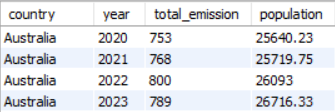 country year total_emission population
Australia 2020 753 25640.23
Australia 2021 768 25719.75
Australia 2022 800 26093
Australia 2023 789 26716.33